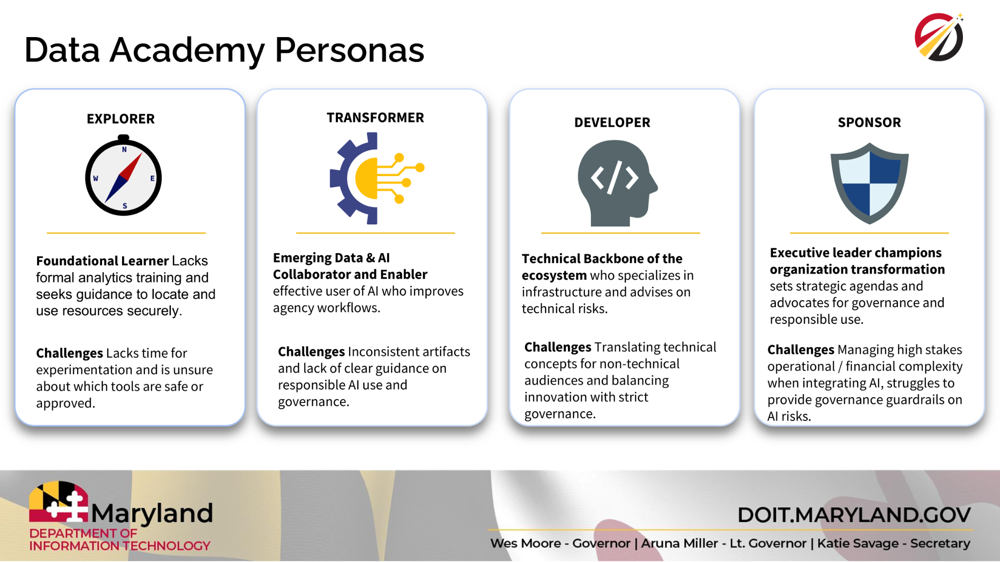 Data Academy Personas
EXPLORER
N
W
E
S
Foundational Learner Lacks
formal analytics training and
seeks guidance to locate and
use resources securely.
Challenges Lacks time for
experimentation and is unsure
about which tools are safe or
approved.
TRANSFORMER
Emerging Data & AI
Collaborator and Enabler
effective user of AI who improves
agency workflows.
Challenges Inconsistent artifacts
and lack of clear guidance on
responsible AI use and
governance.
DEVELOPER
</>
Technical Backbone of the
ecosystem who specializes in
infrastructure and advises on
technical risks.
Challenges Translating technical
concepts for non-technical
audiences and balancing
innovation with strict
governance.
SPONSOR
Executive leader champions
organization transformation
sets strategic agendas and
advocates for governance and
responsible use.
Challenges Managing high stakes
operational / financial complexity
when integrating AI, struggles to
provide governance guardrails on
AI risks.
Maryland
DEPARTMENT OF
INFORMATION TECHNOLOGY
DOIT.MARYLAND.GOV
Wes Moore - Governor | Aruna Miller - Lt. Governor | Katie Savage - Secretary